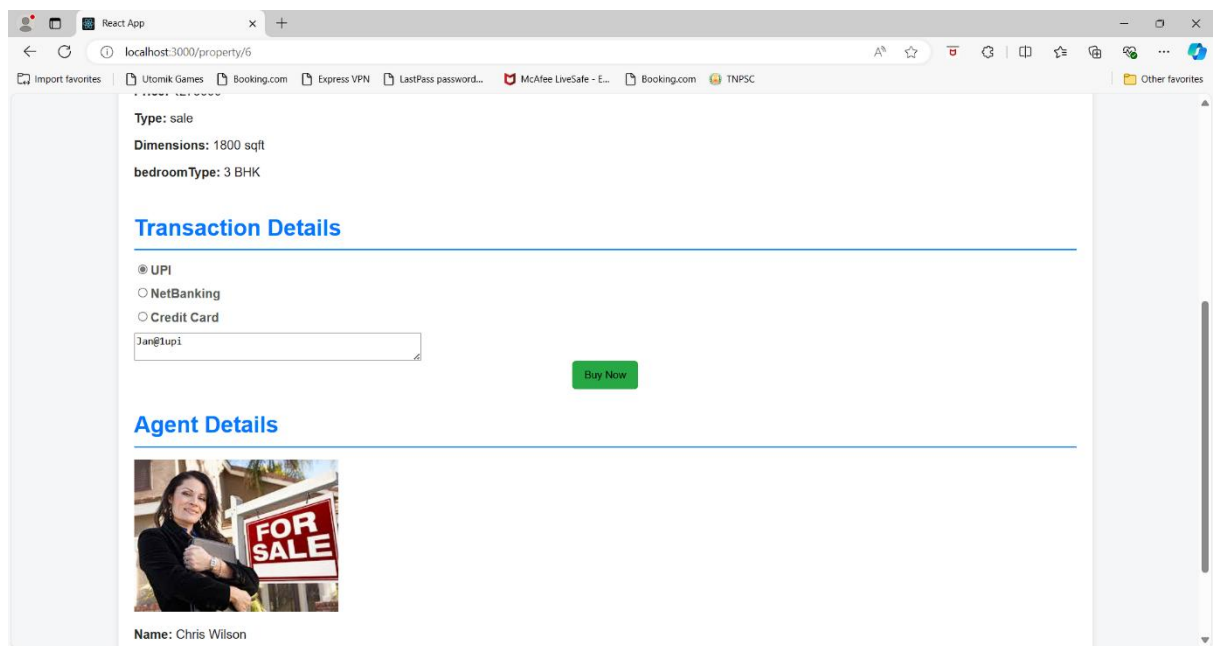 React App
localhost:3000/property/6
Import favorites
Utomik Games
Booking.com
Express VPN
LastPass password...
McAfee LiveSafe - E...
Booking.com
TNPSC
Other favorites
Type: sale
Dimensions: 1800 sqft
bedroomType: 3 BHK
Transaction Details
UPI
NetBanking
Credit Card
Jan@1upi
Buy Now
Agent Details
FOR
SALE
Name: Chris Wilson